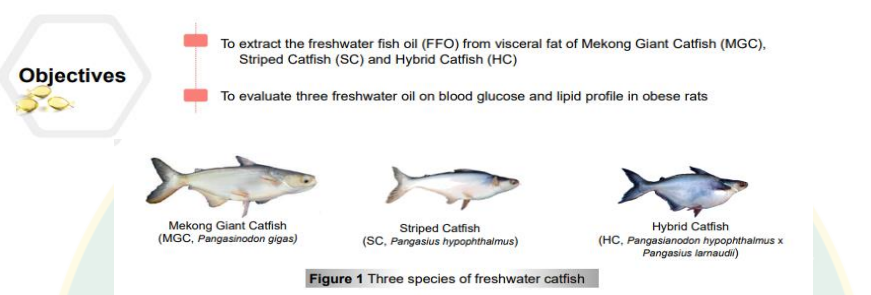 Objectives
To extract the freshwater fish oil (FFO) from visceral fat of Mekong Giant Catfish (MGC),
Striped Catfish (SC) and Hybrid Catfish (HC)
To evaluate three freshwater oil on blood glucose and lipid profile in obese rats
Mekong Giant Catfish
(MGC, Pangasinodon gigas)
Striped Catfish
(SC, Pangasius hypophthalmus)
Hybrid Catfish
(HC, Pangasianodon hypophthalmus x
Pangasius larnaudii)
Figure 1 Three species of freshwater catfish